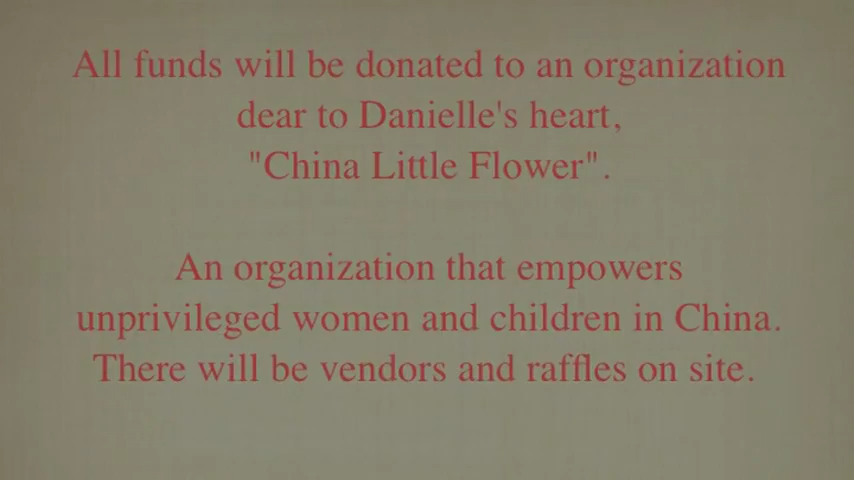 All funds will be donated to an organization
dear to Danielle's heart,
"China Little Flower".
An organization that empowers
unprivileged women and children in China.
There will be vendors and raffles on site.